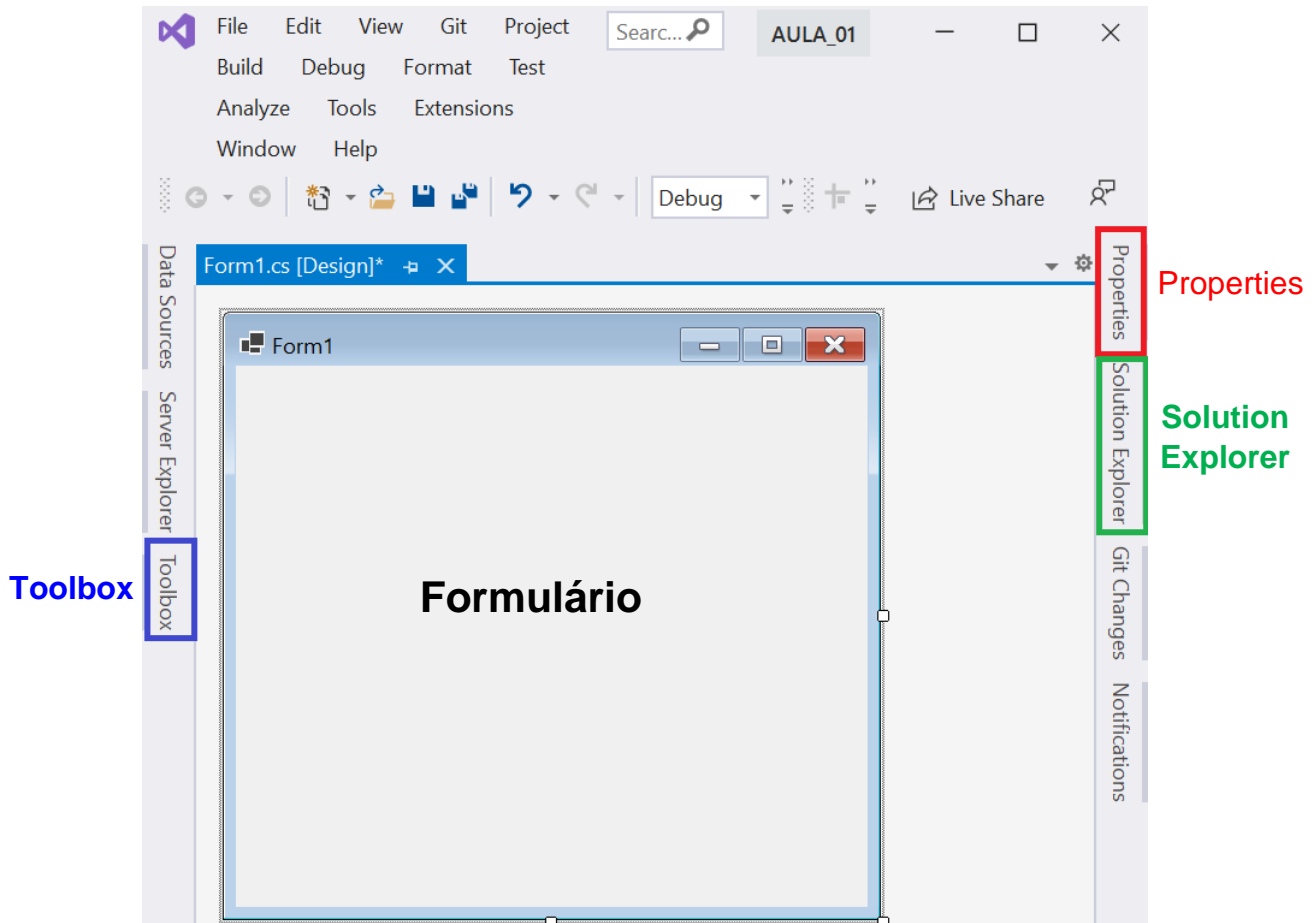 File Edit View Git Project Searc... AULA_01
Build Debug Format Test
Analyze Tools Extensions
Window Help
Debug Live Share
Form1.cs [Design]*
Data Sources
Server Explorer
Toolbox
Toolbox
Form1
Formulário
Properties
Properties
Solution Explorer
Solution
Explorer
Git Changes
Notifications